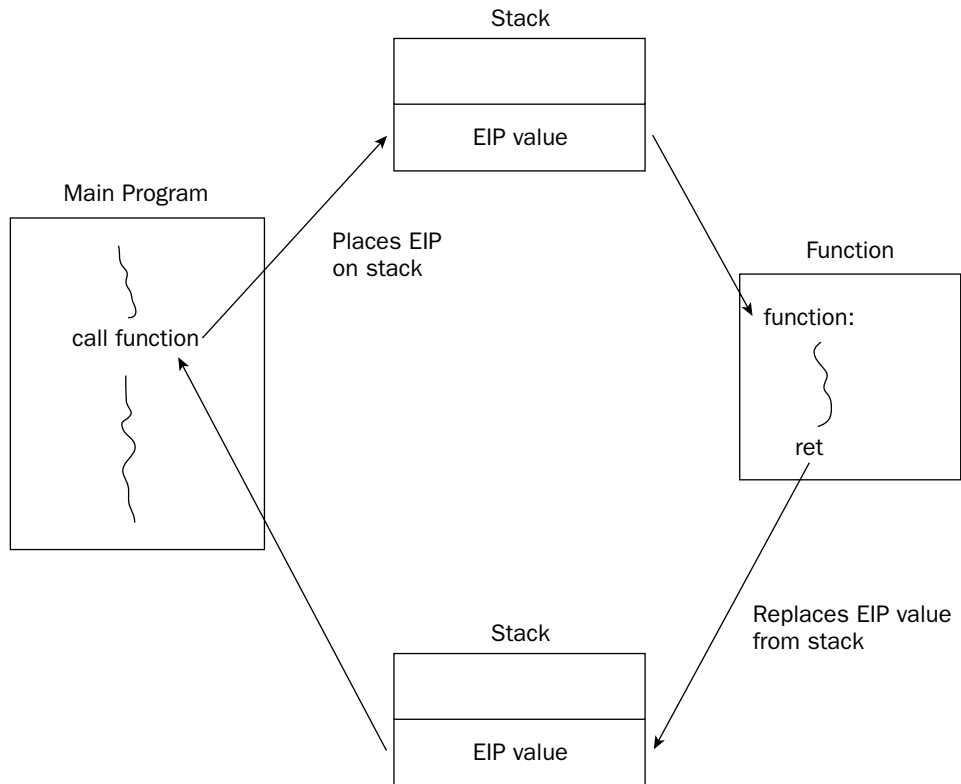 Stack
EIP value
Main Program
Places EIP
on stack
call function
Function
function:
ret
Replaces EIP value
from stack
Stack
EIP value